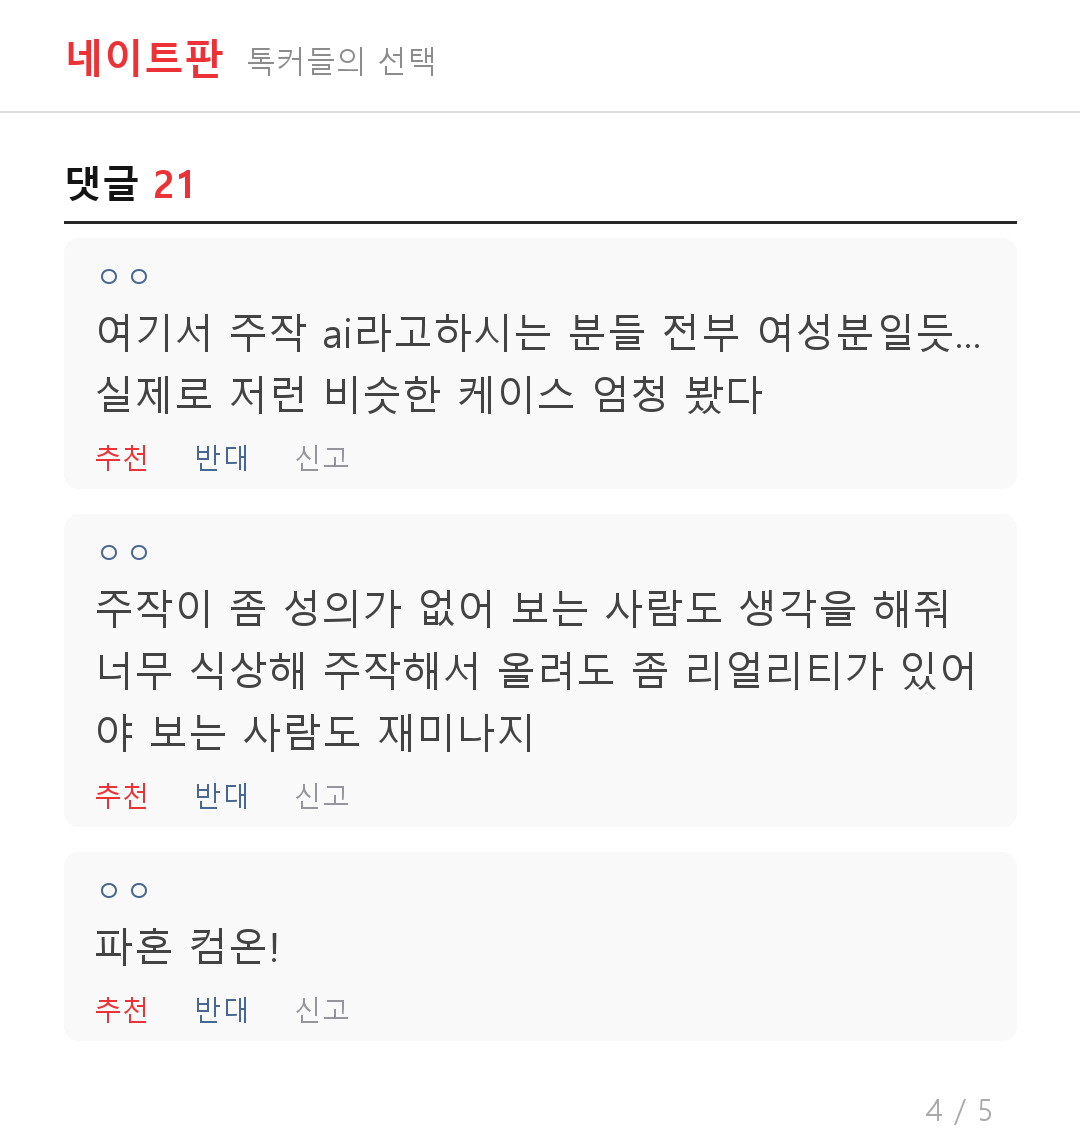 네이트판 톡커들의 선택
댓글 21
ㅇㅇ
여기서 주작 ai라고하시는 분들 전부 여성분일듯...
실제로 저런 비슷한 케이스 엄청 봤다
추천 반대 신고
ㅇㅇ
주작이 좀 성의가 없어 보는 사람도 생각을 해줘
너무 식상해 주작해서 올려도 좀 리얼리티가 있어
야 보는 사람도 재미나지
추천 반대 신고
ㅇㅇ
파혼 컴온!
추천 반대 신고
4 / 5